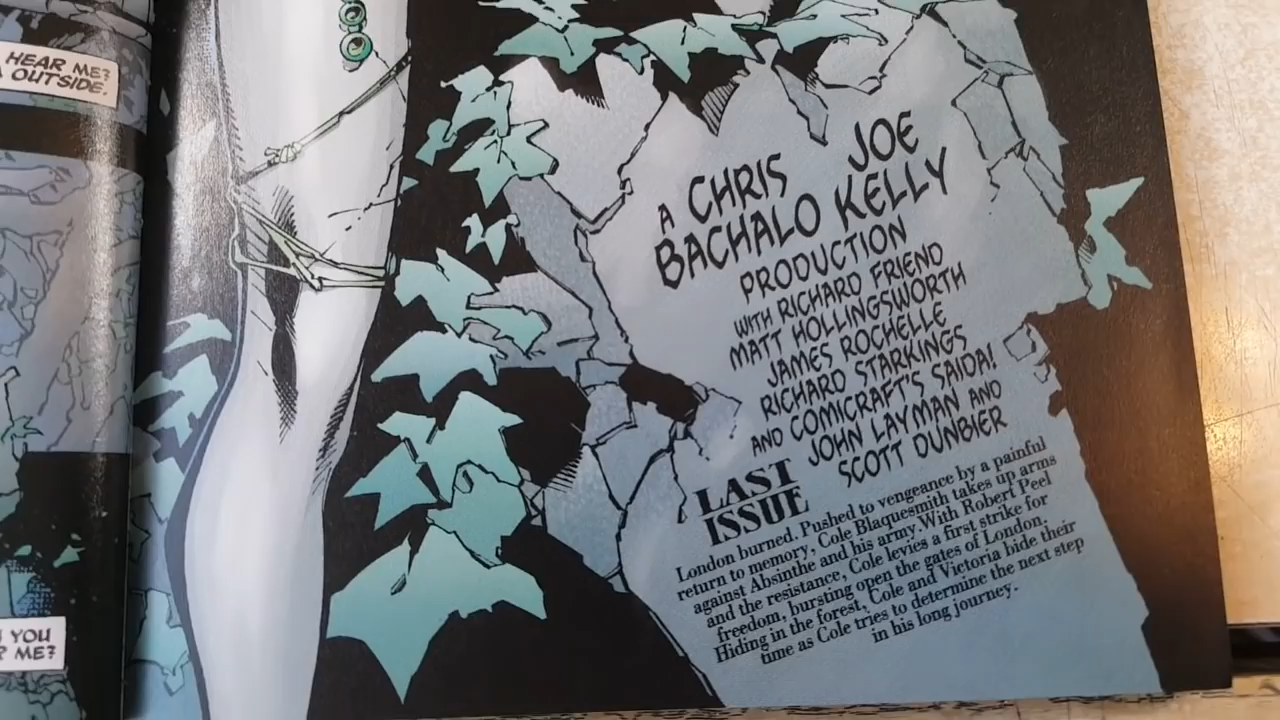 HEAR ME?
OUTSIDE.
YOU
ME?
A CHRIS JOE
BACHALO KELLY
PRODUCTION
WITH RICHARD FRIEND
MATT HOLLINGSWORTH
JAMES ROCHELLE
RICHARD STARKINGS
AND COMICRAFT'S SAIDA!
JOHN LAYMAN AND
SCOTT DUNBIER
LAST
ISSUE
London burned. Pushed to vengeance by a painful
return to memory, Cole Blaquesmith takes up arms
against Absinthe and his army. With Robert Peel
and the resistance, Cole levies a first strike for
freedom, bursting open the gates of London.
Hiding in the forest, Cole and Victoria bide their
time as Cole tries to determine the next step
in his long journey.